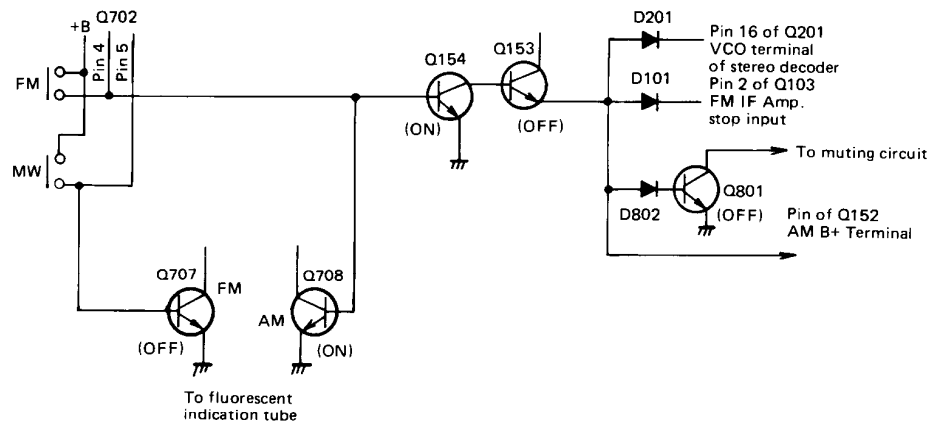 Q702
+B
Pin 4
Pin 5
FM
MW
Q154
(ON)
Q153
(OFF)
D201
Pin 16 of Q201
VCO terminal
of stereo decoder
D101
Pin 2 of Q103
FM IF Amp.
stop input
To muting circuit
D802
Q801
(OFF)
Pin of Q152
AM B+ Terminal
Q707
FM
(OFF)
Q708
AM
(ON)
To fluorescent
indication tube